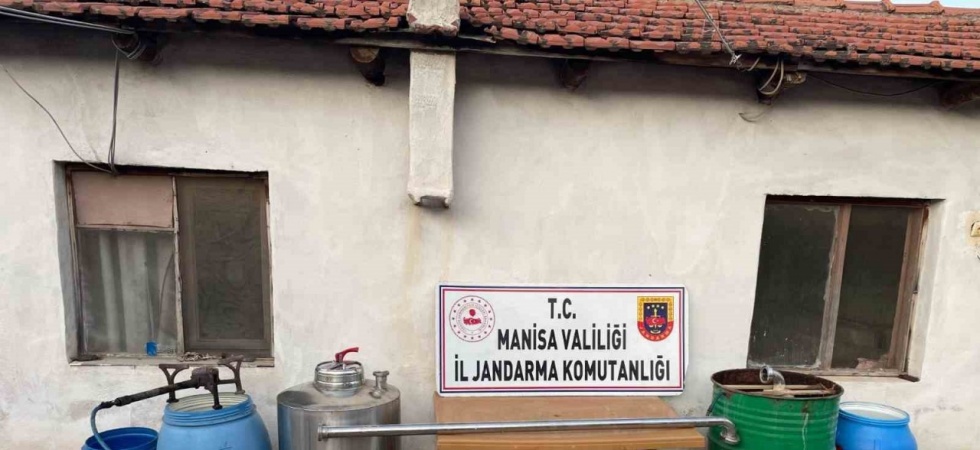 T.C.
MANİSA VALİLİĞİ
İL JANDARMA KOMUTANLIĞI